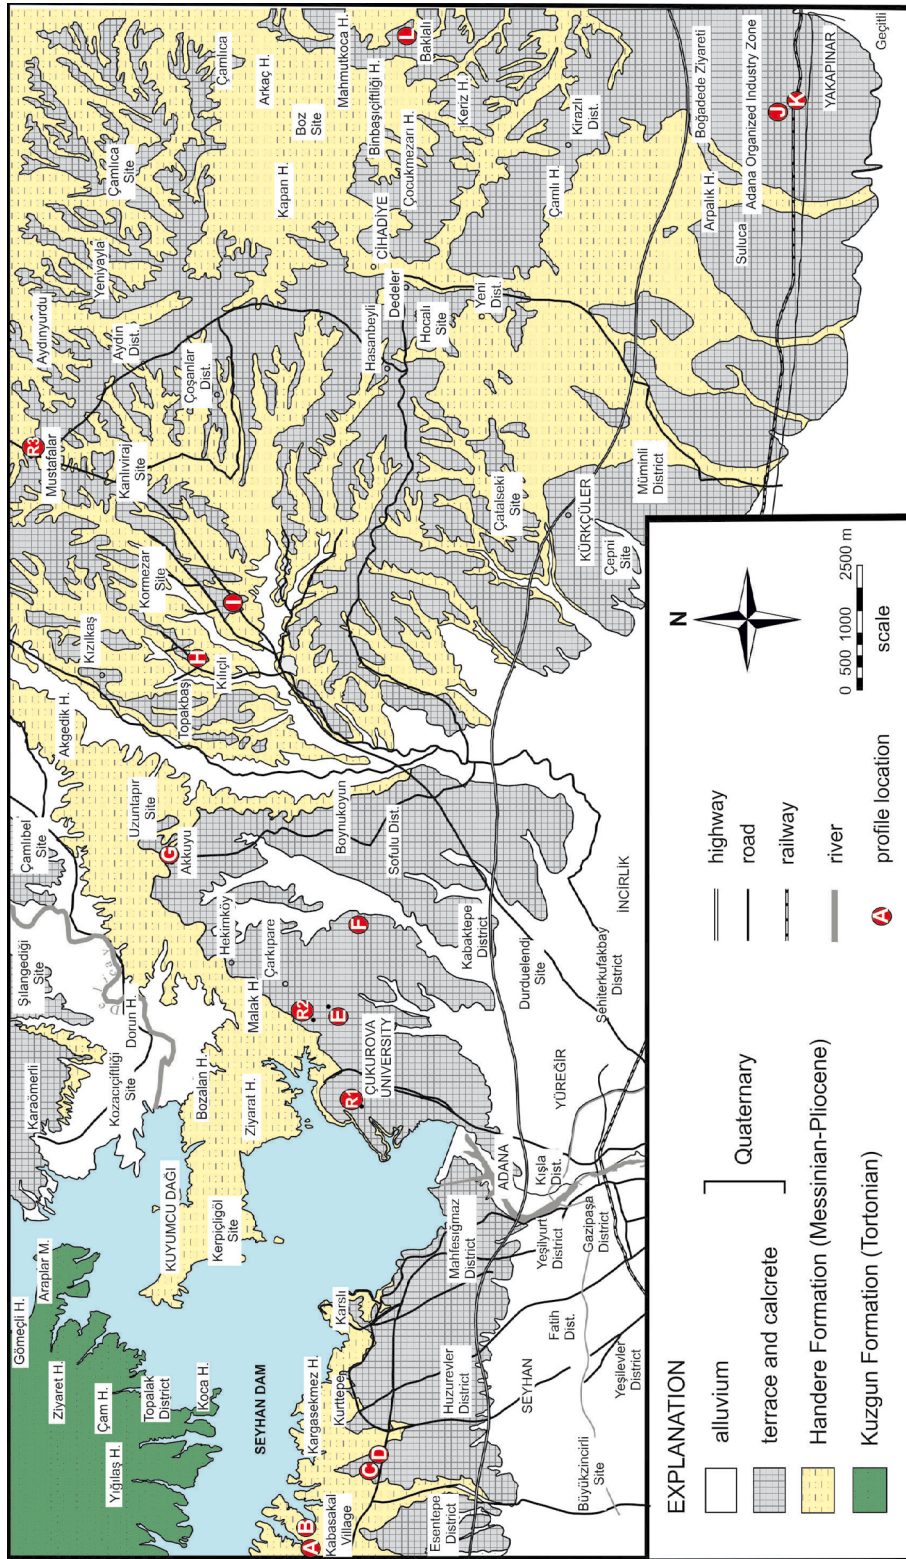 Gömeçli H.
Araplar M.
Ziyaret H.
Çam H.
Yığılaş H.
Topalak
District
Koca H.
SEYHAN DAM
Karaömerli
Şilangediği
Site
Çamlıbel
Site
Kozacıçiftliği
Site
Dorun H.
KUYUMCU DAĞI
Bozalan H.
Kerpiçligöl
Site
Ziyarat H.
Malak H.
Hekimköy
Çarkıpare
Akgedik H.
Uzuntapır
Site
Akkuyu
G
Kızılkaş
Topakbaş
Kılıçlı
H
Kormezar
Site
I
R3
Mustafalar
Kanlıviraj
Site
Aydınyurdu
Aydın
Dist.
Yeniyayla
Çoşanlar
Dist.
Çamlıca
Site
Çamlıca
Arkaç H.
Kapan H.
Boz
Site
Mahmutkoca H.
Binbaşıçiftliği H.
L
Baklalı
Çocukmezarı H.
CİHADİYE
Keriz H.
Hasanbeyli
Dedeler
Hocalı
Site
Yeni
Dist.
Çamlı H.
Kirazlı
Dist.
A
B
Kabasakal
Village
Kargasekmez H.
Kurttepe
Karslı
C
D
Esentepe
District
Huzurevler
District
Mahfesığmaz
District
SEYHAN
R1
R2
E
F
ÇUKUROVA
UNIVERSITY
Boynukoyun
Sofulu Dist.
Kabaktepe
District
Durduelendj
Site
ADANA
Kışla
Dist.
YÜREĞİR
Yeşilyurt
District
Gazipaşa
District
Fatih
Dist.
Yeşilevler
District
Büyükzincirli
Site
Şehiterkufakbay
District
İNCİRLİK
Çatalseki
Site
KÜRKÇÜLER
Çepni
Site
Müminli
District
Boğadede Ziyareti
Arpalık H.
Suluca
Adana Organized Industry Zone
J
K
YAKAPINAR
Geçitli
EXPLANATION
alluvium
terrace and calcrete
Quaternary
Handere Formation (Messinian-Pliocene)
Kuzgun Formation (Tortonian)
highway
road
railway
river
A profile location
N
0 500 1000 2500 m
scale